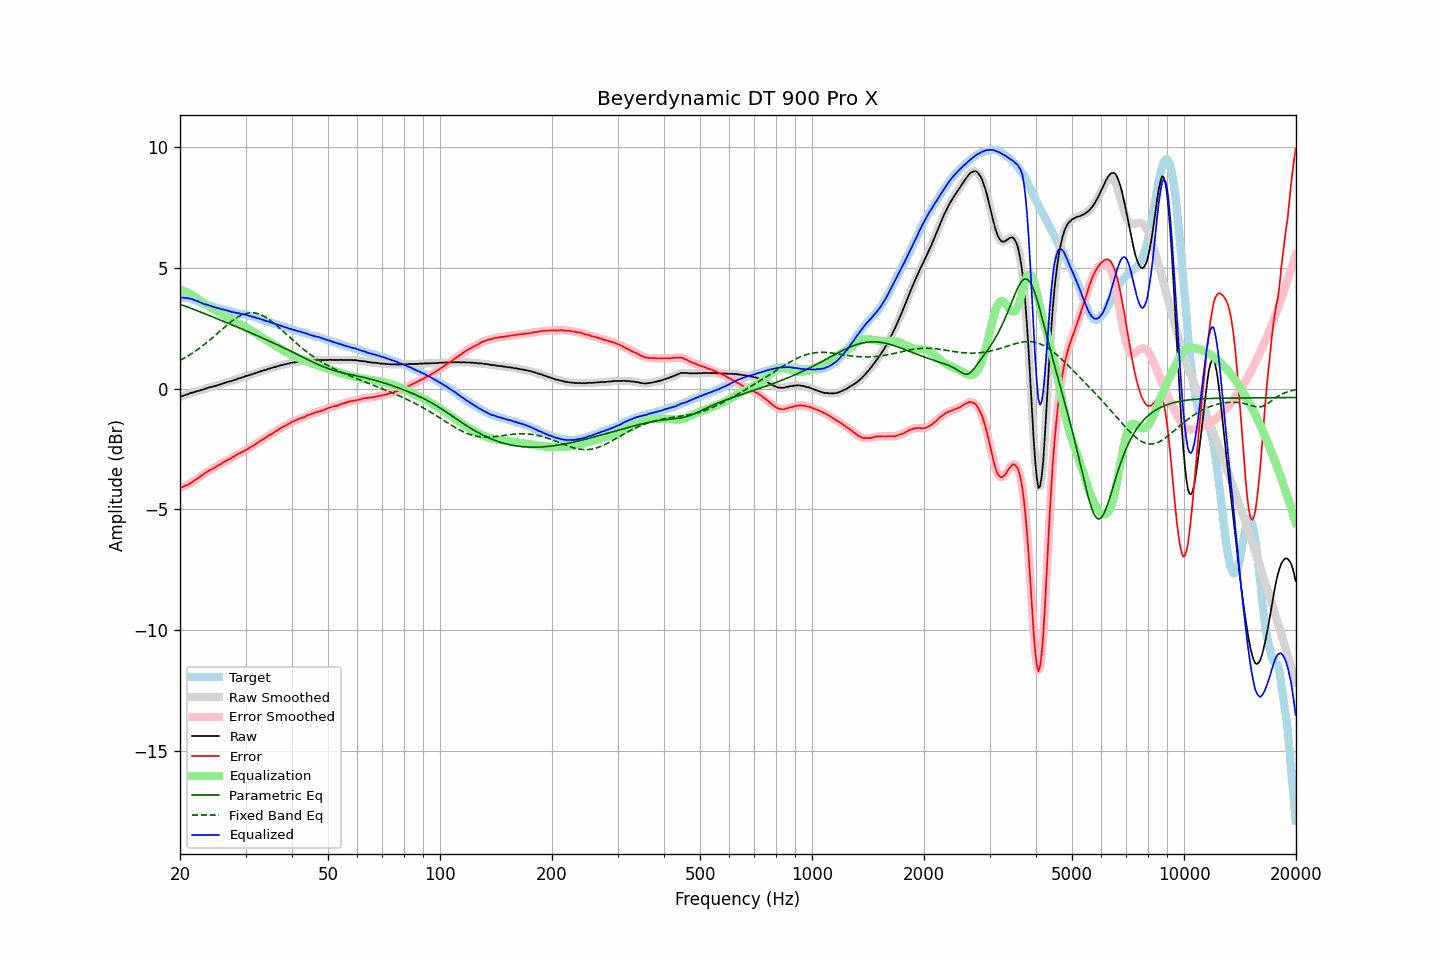 Beyerdynamic DT 900 Pro X
Amplitude (dBr)
10
5
0
−5
−10
−15
Target
Raw Smoothed
Error Smoothed
Raw
Error
Equalization
Parametric Eq
Fixed Band Eq
Equalized
20 50 100 200 500 1000 2000 5000 10000 20000
Frequency (Hz)